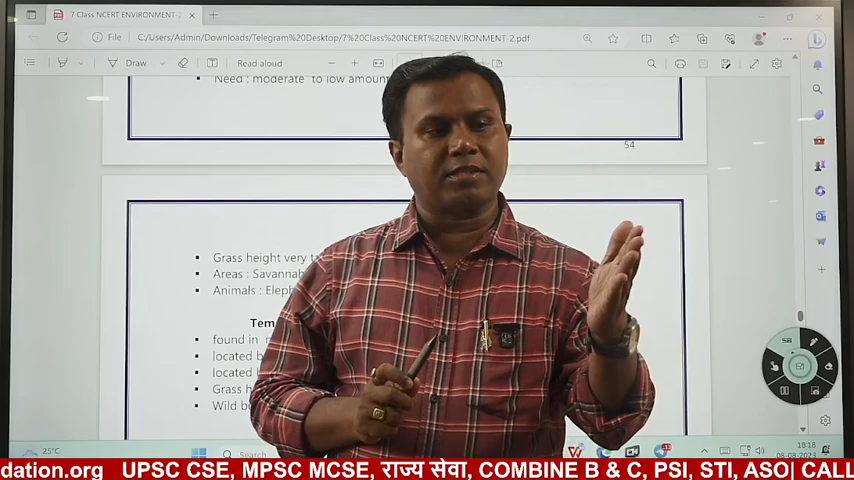 7 Class NCERT ENVIRONMENT-2
File C:/Users/Admin/Downloads/Telegram%20Desktop/7%20Class%20NCERT%20ENVIRONMENT-2.pdf
Draw Read aloud
Need : moderate to low amount
54
Grass height very
Areas : Savannah
Animals :
found in
located
located
Grass
Wild
SB
25°C
Search
18:18
08-08-2023
dation.org UPSC CSE, MPSC MCSE, राज्य सेवा, COMBINE B & C, PSI, STI, ASO| CALL